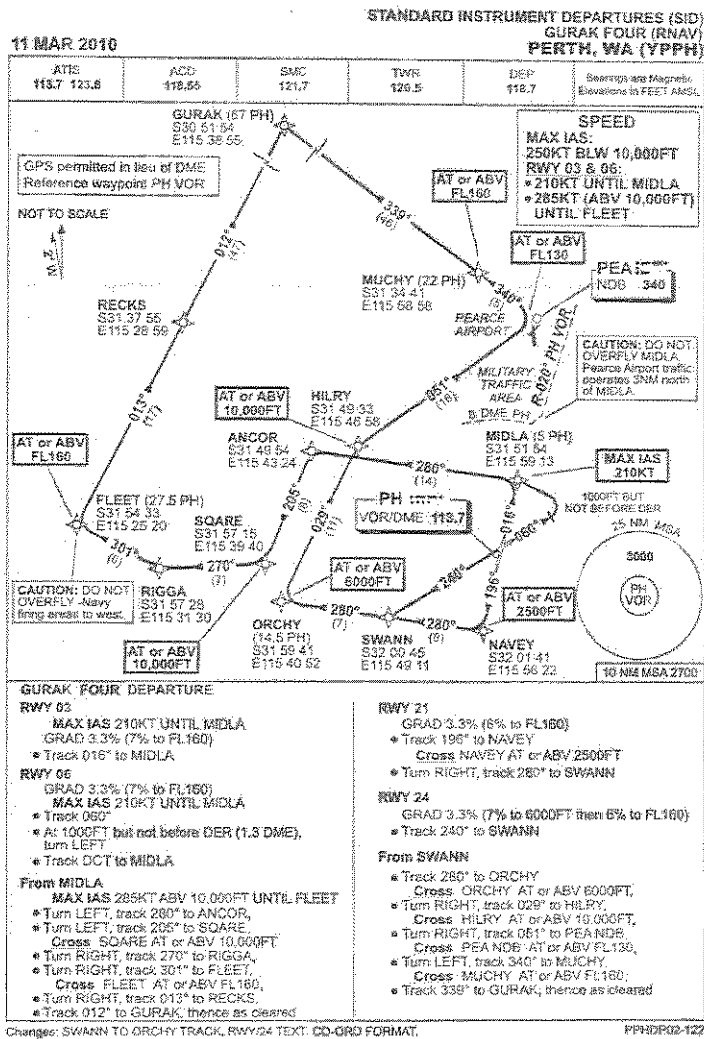 STANDARD INSTRUMENT DEPARTURES (SID)
GURAK FOUR (RNAV)
11 MAR 2010
PERTH, WA (YPPH)
ATIS
113.7 123.8
ACD
118.55
SMC
121.7
TWR
120.5
DEP
118.7
Bearings are Magnetic
Elevations in FEET AMSL
GURAK (67 PH)
S30 51 54
E115 38 55
SPEED
MAX IAS:
250KT BLW 10,000FT
RWY 03 & 06:
• 210KT UNTIL MIDLA
• 285KT (ABV 10,000FT)
UNTIL FLEET
GPS permitted in lieu of DME
Reference waypoint PH VOR
NOT TO SCALE
AT or ABV
FL160
339°
(46)
AT or ABV
FL130
012°
(47)
PEA
NDB 340
MUCHY (22 PH)
S31 34 41
E115 58 58
340°
PEARCE
AIRPORT
RECKS
S31 37 55
E115 28 59
R-020° PH VOR
CAUTION: DO NOT
OVERFLY MIDLA.
Pearce Airport traffic
operates 3NM north
of MIDLA.
MILITARY
TRAFFIC
AREA
051°
(16)
DME PH
AT or ABV
10,000FT
HILRY
S31 49 33
E115 46 58
013°
(17)
ANCOR
S31 49 54
E115 43 24
MIDLA (5 PH)
S31 51 54
E115 59 13
MAX IAS
210KT
AT or ABV
FL160
280°
(14)
FLEET (27.5 PH)
S31 54 33
E115 25 20
205°
PH
VOR/DME 113.7
1000FT BUT
NOT BEFORE DER
016°
060°
25 NM MSA
SQARE
S31 57 15
E115 39 40
029°
(11)
3000
301°
270°
240°
PH
VOR
AT or ABV
6000FT
CAUTION: DO NOT
OVERFLY -Navy
firing areas to west.
RIGGA
S31 57 28
E115 31 30
196°
AT or ABV
2500FT
280°
(7)
280°
(9)
ORCHY
(14.5 PH)
S31 59 41
E115 40 52
AT or ABV
10,000FT
SWANN
S32 00 45
E115 49 11
NAVEY
S32 01 41
E115 56 22
10 NM MSA 2700
GURAK FOUR DEPARTURE
RWY 03
MAX IAS 210KT UNTIL MIDLA
GRAD 3.3% (7% to FL160)
• Track 016° to MIDLA
RWY 06
GRAD 3.3% (7% to FL160)
MAX IAS 210KT UNTIL MIDLA
• Track 060°
• At 1000FT but not before DER (1.3 DME),
turn LEFT
• Track DCT to MIDLA
From MIDLA
MAX IAS 285KT ABV 10,000FT UNTIL FLEET
• Turn LEFT, track 280° to ANCOR,
• Turn LEFT, track 205° to SQARE,
Cross SQARE AT or ABV 10,000FT
• Turn RIGHT, track 270° to RIGGA,
• Turn RIGHT, track 301° to FLEET,
Cross FLEET AT or ABV FL160,
• Turn RIGHT, track 013° to RECKS,
• Track 012° to GURAK, thence as cleared
RWY 21
GRAD 3.3% (6% to FL160)
• Track 196° to NAVEY
Cross NAVEY AT or ABV 2500FT
• Turn RIGHT, track 280° to SWANN
RWY 24
GRAD 3.3% (7% to 6000FT then 6% to FL160)
• Track 240° to SWANN
From SWANN
• Track 280° to ORCHY
Cross ORCHY AT or ABV 6000FT,
• Turn RIGHT, track 029° to HILRY,
Cross HILRY AT or ABV 10,000FT,
• Turn RIGHT, track 051° to PEA NDB,
Cross PEA NDB AT or ABV FL130,
• Turn LEFT, track 340° to MUCHY,
Cross MUCHY AT or ABV FL160,
• Track 339° to GURAK, thence as cleared
Changes: SWANN TO ORCHY TRACK, RWY 24 TEXT. CO-ORD FORMAT.
PPHDP02-122